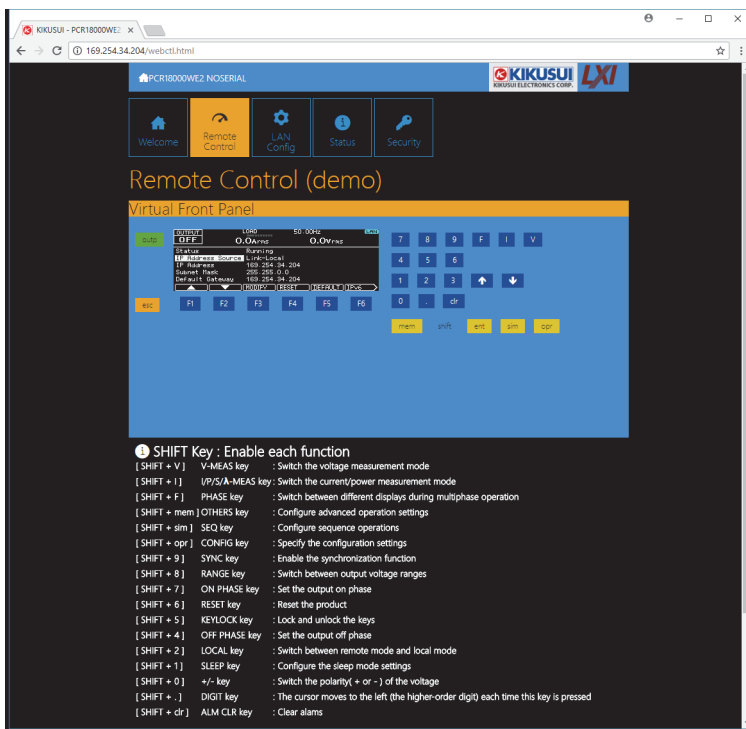 KIKUSUI - PCR18000WE2
169.254.34.204/webctl.html
PCR18000WE2 NOSERIAL
KIKUSUI
KIKUSUI ELECTRONICS CORP.
LXI
Welcome
Remote Control
LAN Config
Status
Security
Remote Control (demo)
Virtual Front Panel
outp
OUTPUT LOAD 50.00Hz LAN
OFF 0.0Arms 0.0Vrms
Status Running
IP Address Source Link-Local
IP Address 169.254.34.204
Subnet Mask 255.255.0.0
Default Gateway 169.254.34.204
MODIFY RESET DEFAULT IPv6
7 8 9 F I V
4 5 6
1 2 3
esc F1 F2 F3 F4 F5 F6 0 . clr
mem shift ent sim opr
SHIFT Key : Enable each function
[ SHIFT + V ] V-MEAS key : Switch the voltage measurement mode
[ SHIFT + I ] I/P/S/A-MEAS key : Switch the current/power measurement mode
[ SHIFT + F ] PHASE key : Switch between different displays during multiphase operation
[ SHIFT + mem ] OTHERS key : Configure advanced operation settings
[ SHIFT + sim ] SEQ key : Configure sequence operations
[ SHIFT + opr ] CONFIG key : Specify the configuration settings
[ SHIFT + 9 ] SYNC key : Enable the synchronization function
[ SHIFT + 8 ] RANGE key : Switch between output voltage ranges
[ SHIFT + 7 ] ON PHASE key : Set the output on phase
[ SHIFT + 6 ] RESET key : Reset the product
[ SHIFT + 5 ] KEYLOCK key : Lock and unlock the keys
[ SHIFT + 4 ] OFF PHASE key : Set the output off phase
[ SHIFT + 2 ] LOCAL key : Switch between remote mode and local mode
[ SHIFT + 1 ] SLEEP key : Configure the sleep mode settings
[ SHIFT + 0 ] +/- key : Switch the polarity( + or - ) of the voltage
[ SHIFT + . ] DIGIT key : The cursor moves to the left (the higher-order digit) each time this key is pressed
[ SHIFT + clr ] ALM CLR key : Clear alams